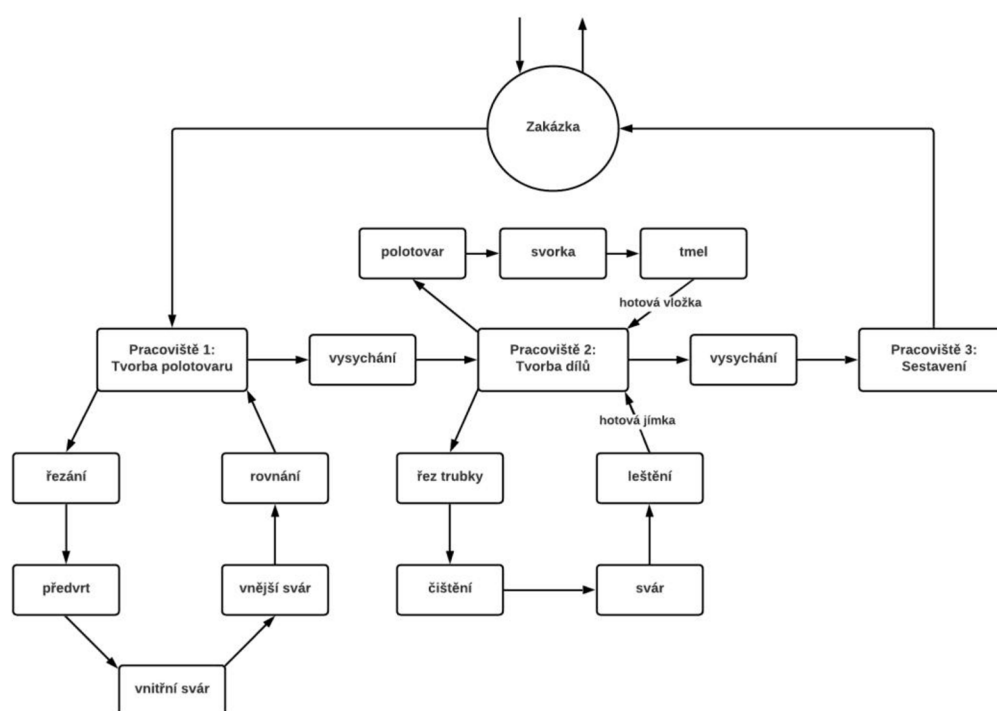 Zakázka
polotovar
svorka
tmel
hotová vložka
Pracoviště 1:
Tvorba polotovaru
vysychání
Pracoviště 2:
Tvorba dílů
vysychání
Pracoviště 3:
Sestavení
hotová jímka
řezání
rovnání
řez trubky
leštění
předvrt
vnější svár
čištění
svár
vnitřní svár